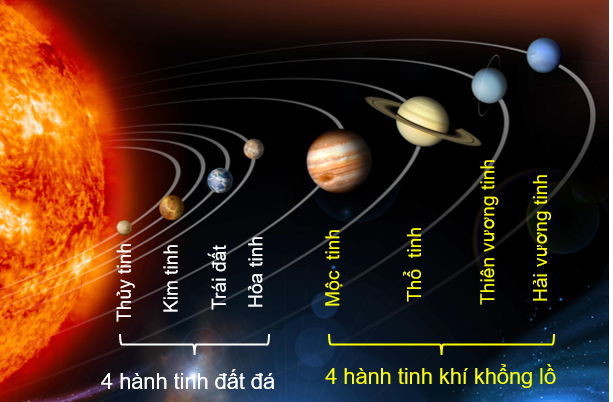 Thủy tinh
Kim tinh
Trái đất
Hỏa tinh
Mộc tinh
Thổ tinh
Thiên vương tinh
Hải vương tinh
4 hành tinh đất đá
4 hành tinh khí khổng lồ